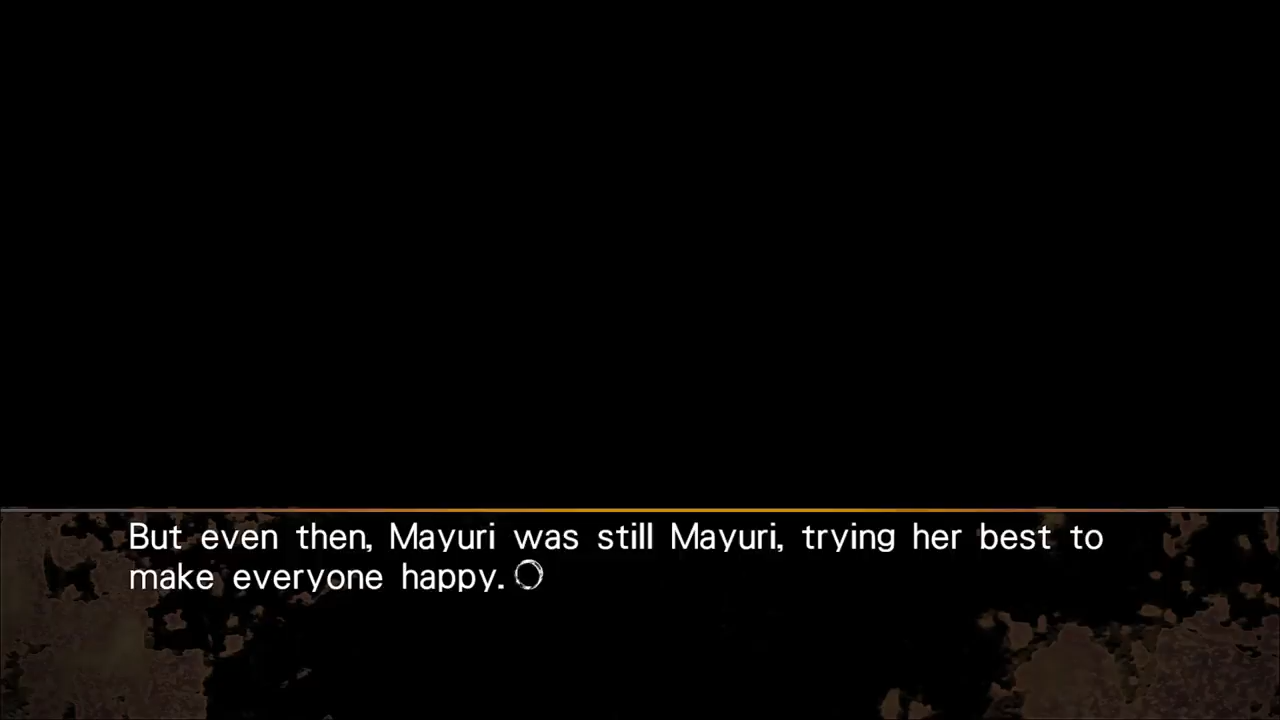 But even then, Mayuri was still Mayuri, trying her best to
make everyone happy.